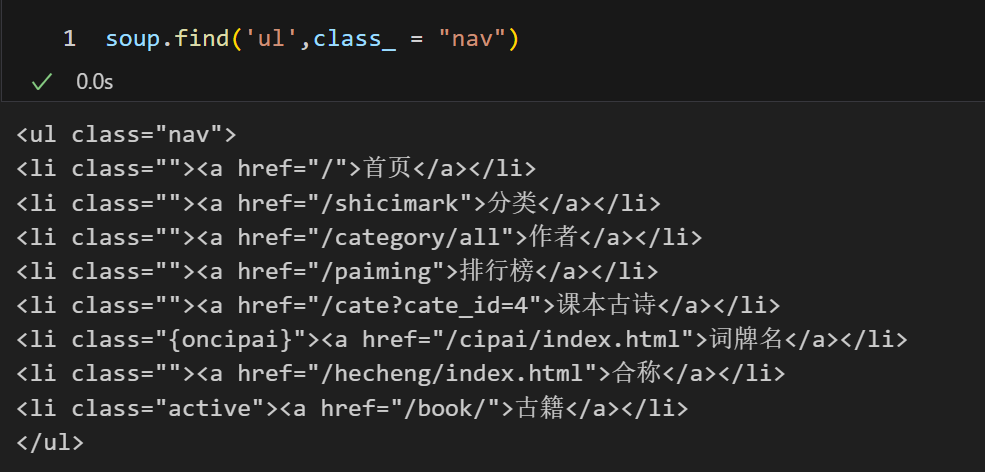 1 soup.find('ul',class_ = "nav")
0.0s
<ul class="nav">
<li class=""><a href="/">首页</a></li>
<li class=""><a href="/shicimark">分类</a></li>
<li class=""><a href="/category/all">作者</a></li>
<li class=""><a href="/paiming">排行榜</a></li>
<li class=""><a href="/cate?cate_id=4">课本古诗</a></li>
<li class="{oncipai}"><a href="/cipai/index.html">词牌名</a></li>
<li class=""><a href="/hecheng/index.html">合称</a></li>
<li class="active"><a href="/book/">古籍</a></li>
</ul>